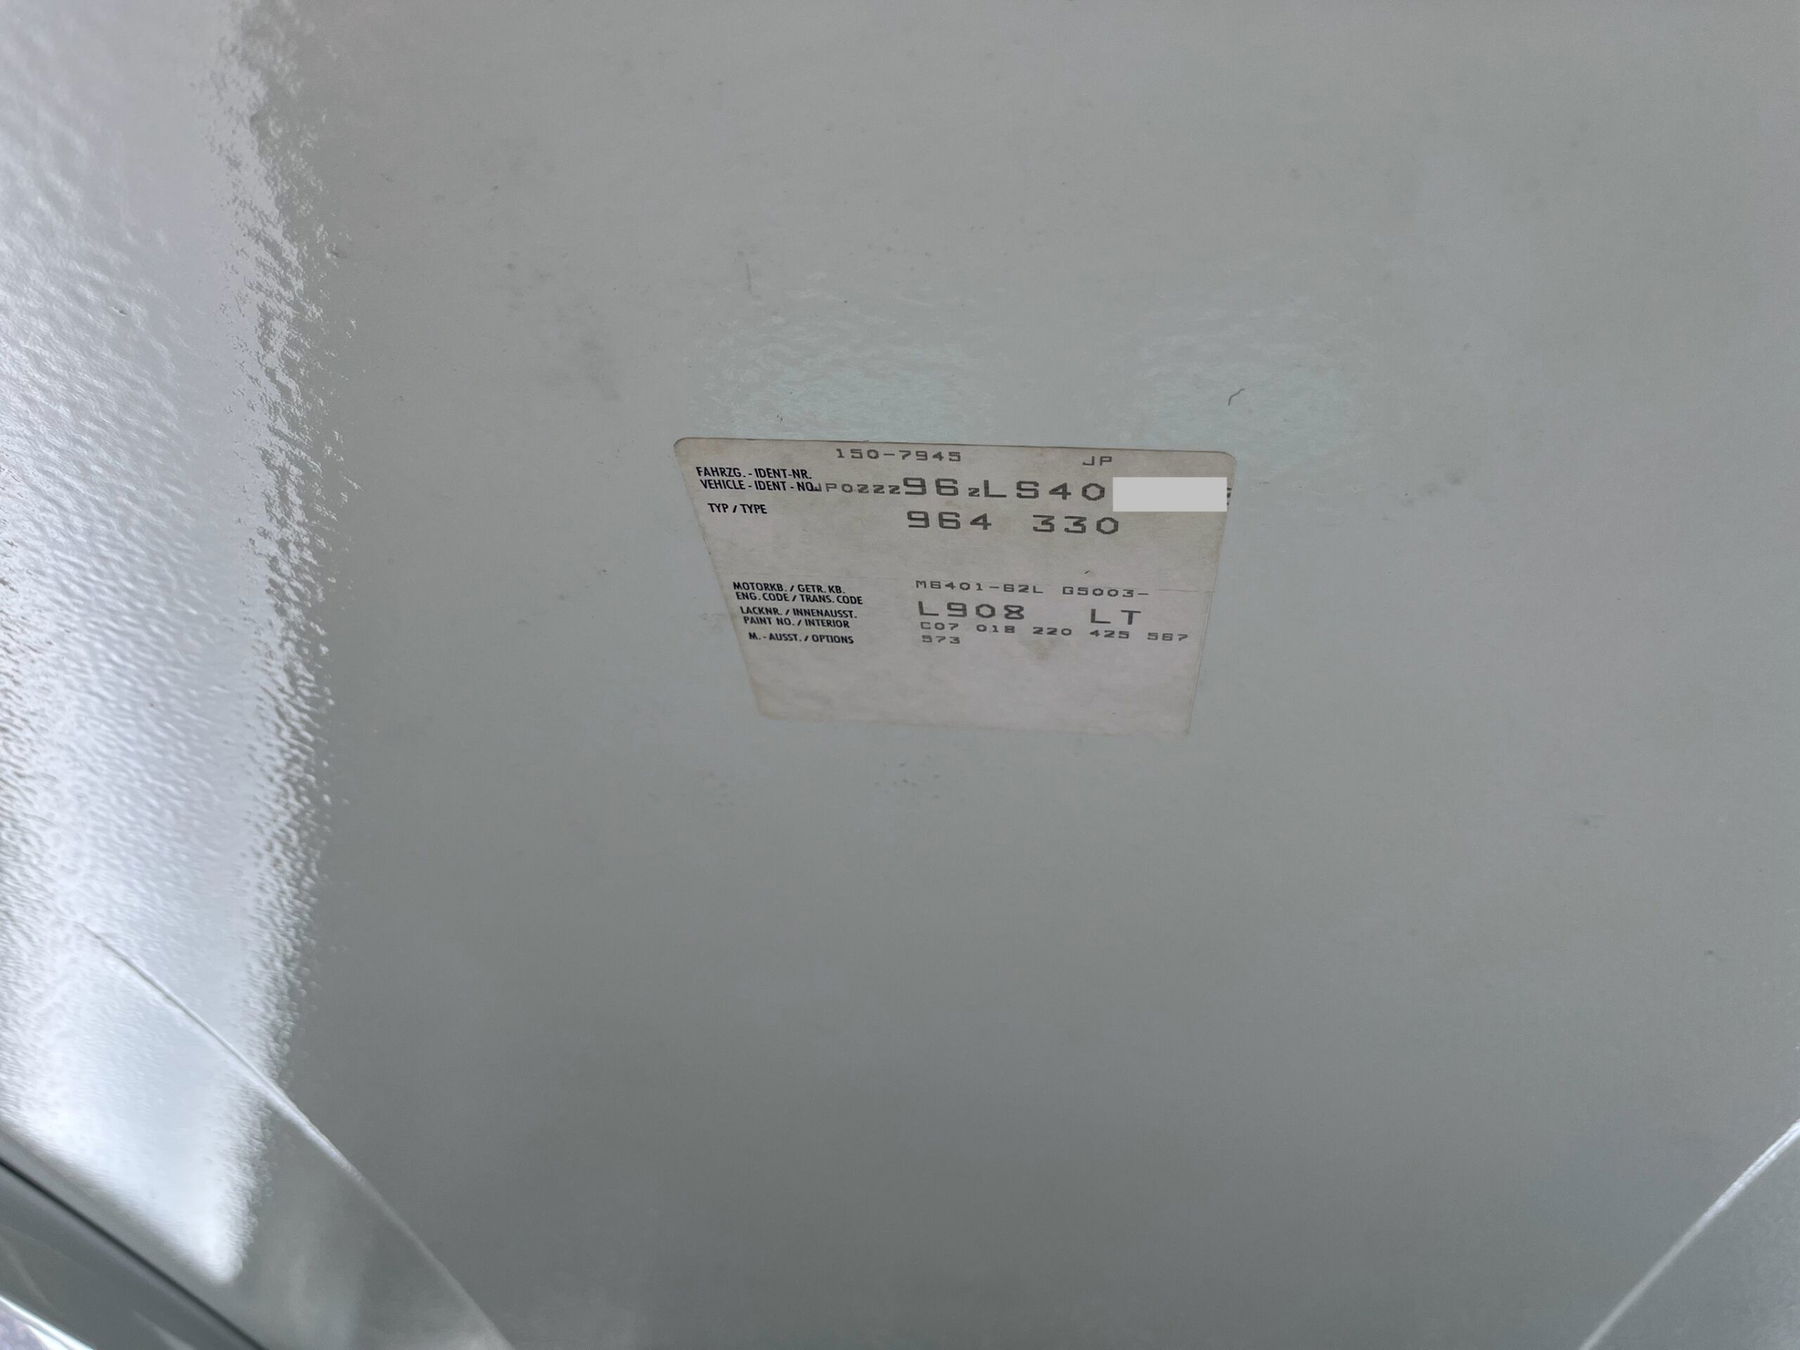 150-7945 JP
FAHRZG. - IDENT-NR.
VEHICLE - IDENT - NO. JP0ZZZ96ZLS40
TYP / TYPE 964 330
MOTORKB. / GETR. KB. M6401-62L G5003-
ENG. CODE / TRANS. CODE
LACKNR. / INNENAUSST. L908 LT
PAINT NO. / INTERIOR
C07 018 220 425 567
M. - AUSST. / OPTIONS 573